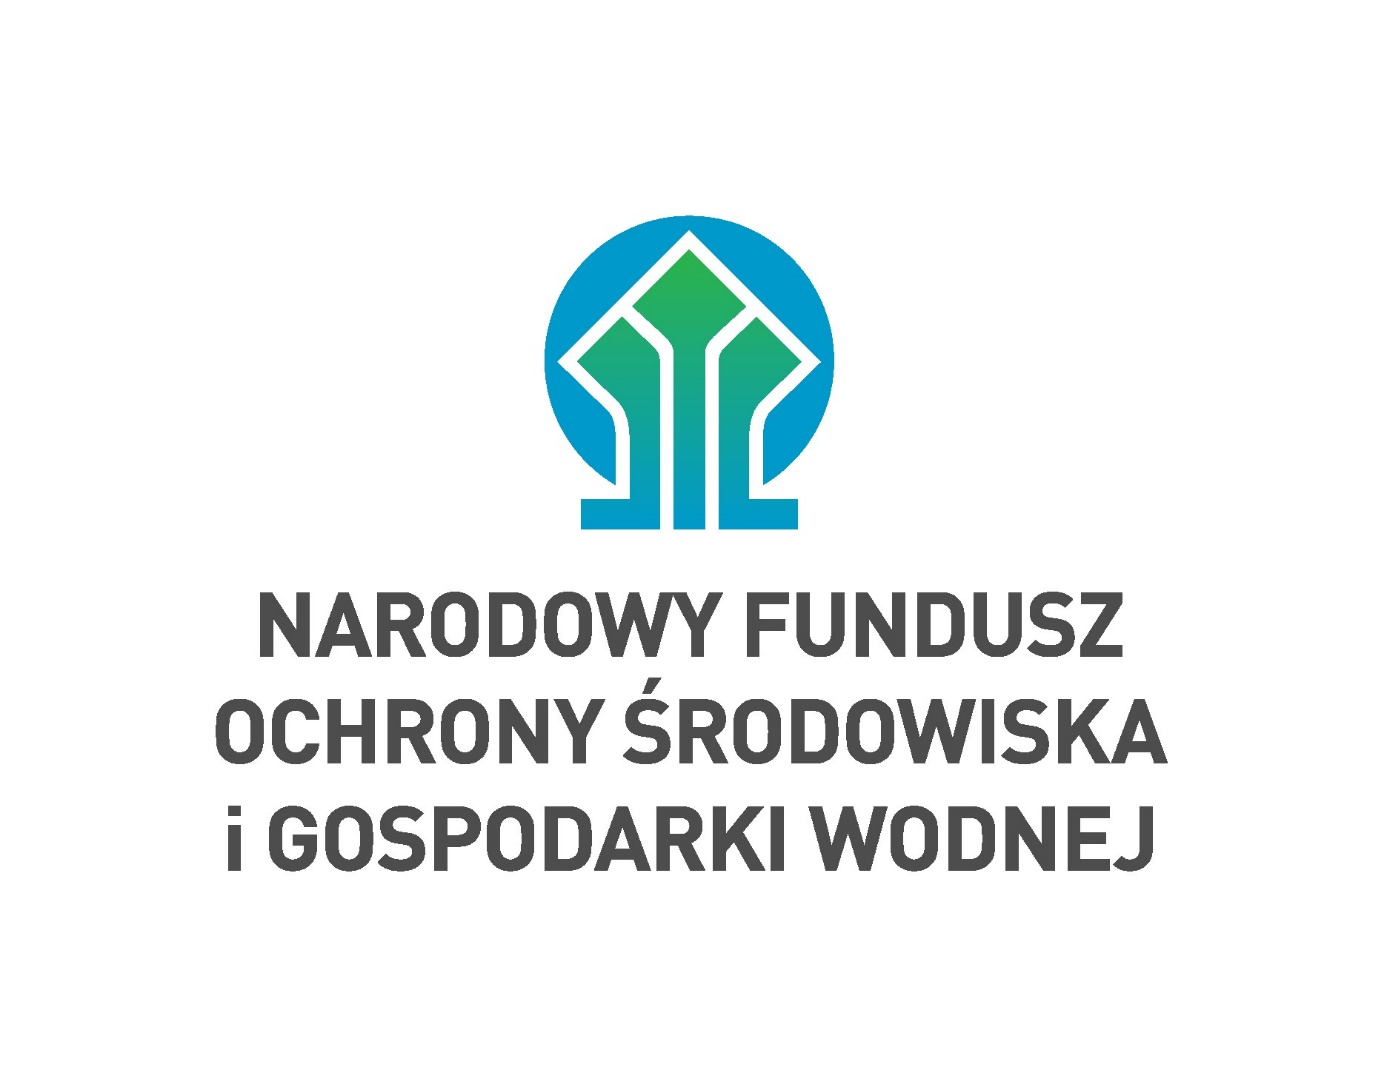 NARODOWY FUNDUSZ
OCHRONY ŚRODOWISKA
i GOSPODARKI WODNEJ